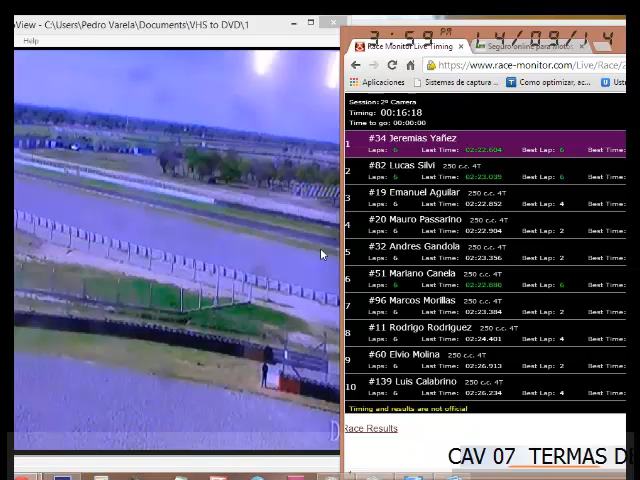 View - C:\Users\Pedro Varela\Documents\VHS to DVD\1
Help
3:59 PM 14/09/14
Race Monitor Live Timing
Seguro online para motos
https://www.race-monitor.com/Live/Race/
Aplicaciones Sistemas de captura ... Como optimizar, ac...
Session: 2ª Carrera
Timing: 00:16:18
Time to go: 00:00:00
1 #34 Jeremias Yañez
Laps: 6 Last Time: 02:22.604 Best Lap: 6 Best Time:
2 #82 Lucas Silvi 250 c.c. 4T
Laps: 6 Last Time: 02:23.039 Best Lap: 6 Best Time:
3 #19 Emanuel Aguilar 250 c.c. 4T
Laps: 6 Last Time: 02:22.852 Best Lap: 4 Best Time:
4 #20 Mauro Passarino 250 c.c. 4T
Laps: 6 Last Time: 02:22.904 Best Lap: 2 Best Time:
5 #32 Andres Gandola 250 c.c. 4T
Laps: 6 Last Time: 02:23.356 Best Lap: 2 Best Time:
6 #51 Mariano Canela 250 c.c. 4T
Laps: 6 Last Time: 02:22.880 Best Lap: 6 Best Time:
7 #96 Marcos Morillas 250 c.c. 4T
Laps: 6 Last Time: 02:23.384 Best Lap: 2 Best Time:
8 #11 Rodrigo Rodriguez 250 c.c. 4T
Laps: 6 Last Time: 02:24.401 Best Lap: 4 Best Time:
9 #60 Elvio Molina 250 c.c. 4T
Laps: 6 Last Time: 02:26.913 Best Lap: 2 Best Time:
10 #139 Luis Calabrino 250 c.c. 4T
Laps: 6 Last Time: 02:26.234 Best Lap: 4 Best Time:
Timing and results are not official
Race Results
CAV 07 TERMAS D